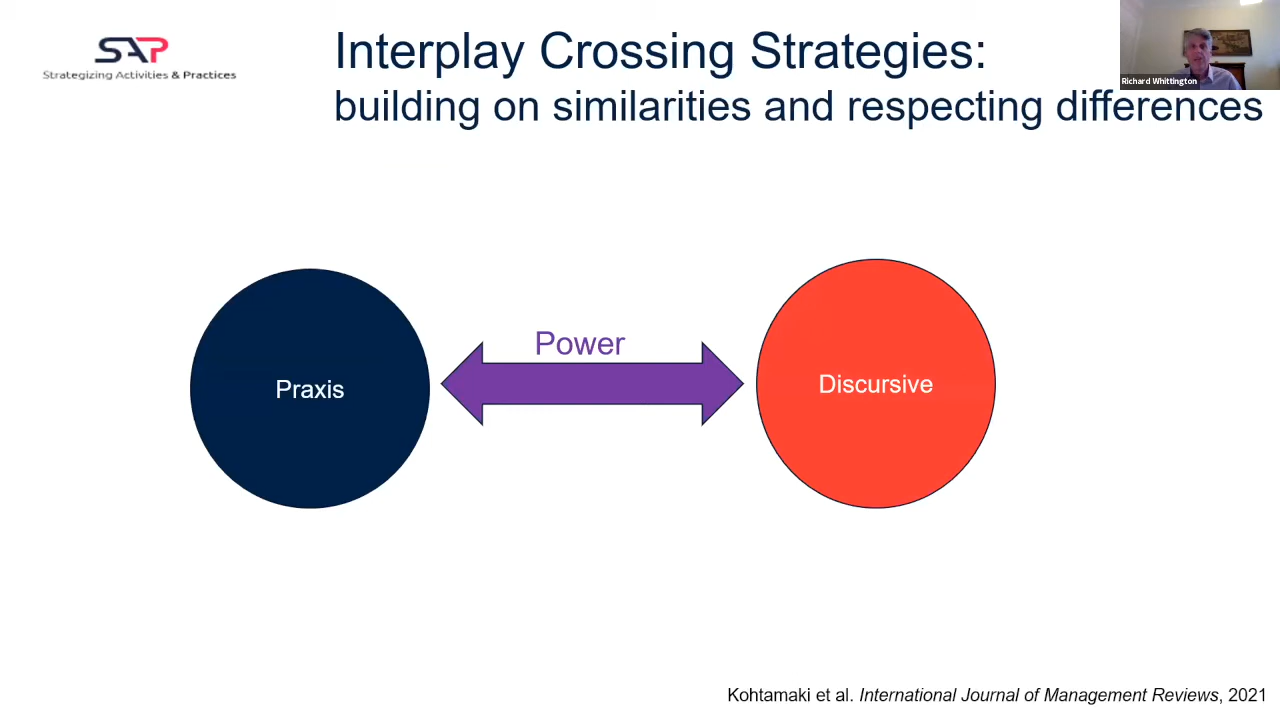 SAP
Strategizing Activities & Practices
Interplay Crossing Strategies:
building on similarities and respecting differences
Richard Whittington
Power
Praxis
Discursive
Kohtamaki et al. International Journal of Management Reviews, 2021